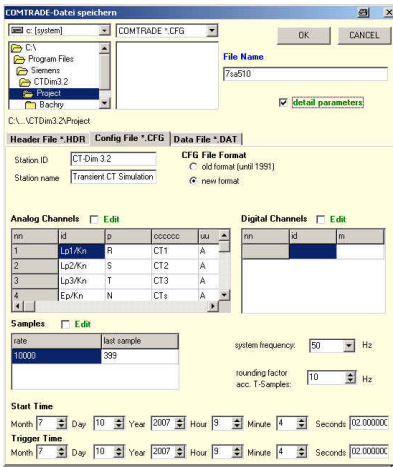 COMTRADE-Datei speichern
c: [system]
COMTRADE *.CFG
OK
CANCEL
C:\
Program Files
Siemens
CTDim3.2
Project
Bachry
File Name
7sa510
detail parameters
C:\...\CTDim3.2\Project
Header File *.HDR
Config File *.CFG
Data File *.DAT
Station ID
CT-Dim 3.2
Station name
Transient CT Simulation
CFG File Format
old format (until 1991)
new format
Analog Channels
Edit
Digital Channels
Edit
nn id p cccccc uu
1 Lp1/Kn R CT1 A
2 Lp2/Kn S CT2 A
3 Lp3/Kn T CT3 A
4 Ep/Kn N CTs A
nn id m
Samples
Edit
rate last sample
10000 399
system frequency: 50 Hz
rounding factor
acc. T-Samples: 10 Hz
Start Time
Month 7 Day 10 Year 2007 Hour 9 Minute 4 Seconds 02.00000C
Trigger Time
Month 7 Day 10 Year 2007 Hour 9 Minute 4 Seconds 02.00000C